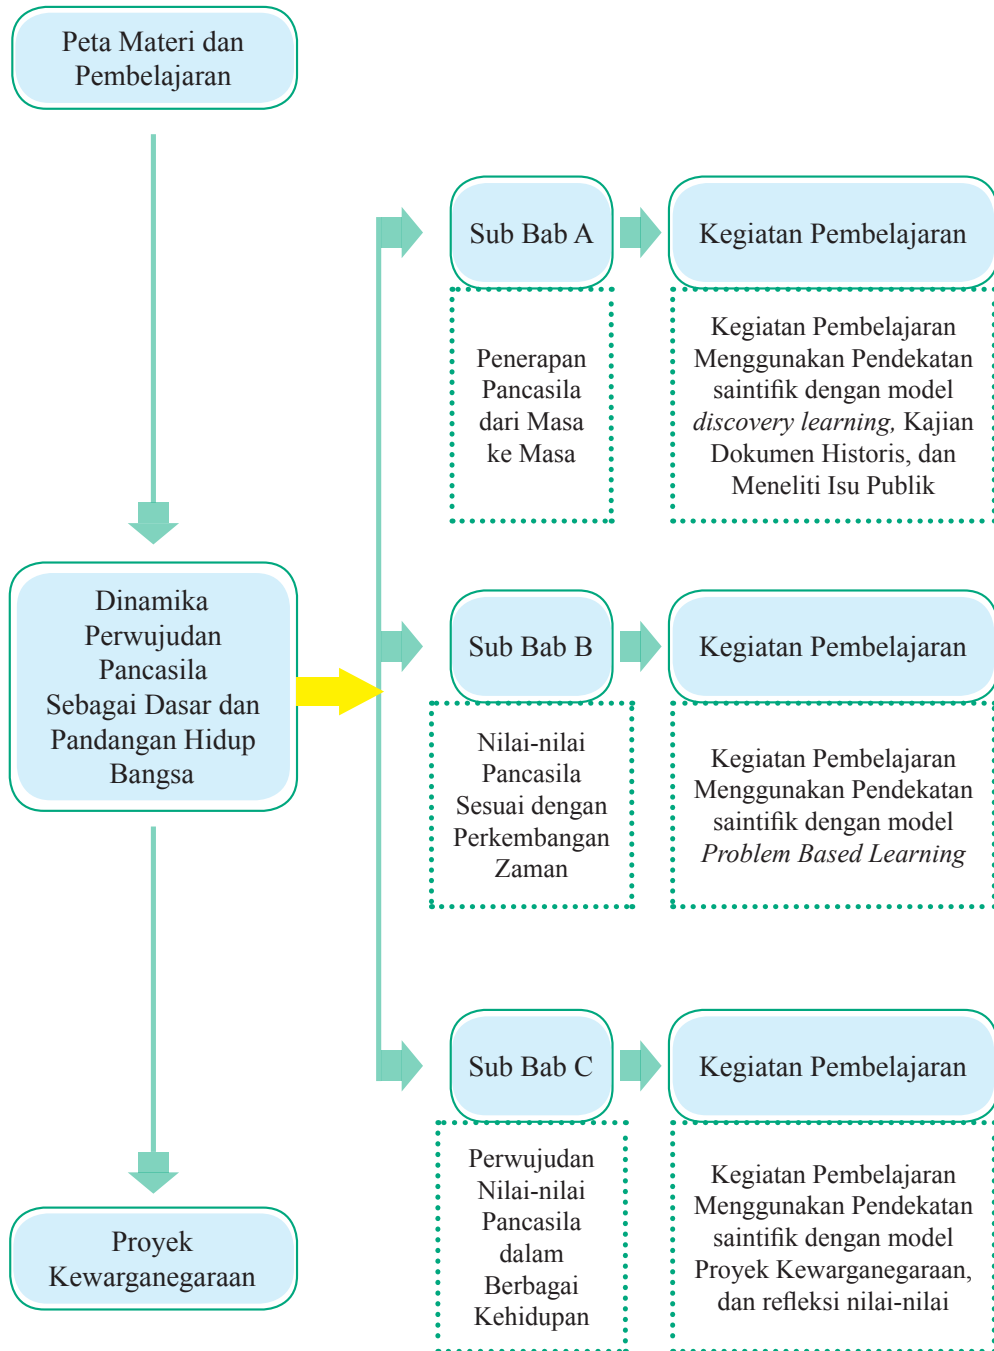 Peta Materi dan
Pembelajaran
Sub Bab A
Kegiatan Pembelajaran
Penerapan
Pancasila
dari Masa
ke Masa
Kegiatan Pembelajaran
Menggunakan Pendekatan
saintifik dengan model
discovery learning, Kajian
Dokumen Historis, dan
Meneliti Isu Publik
Dinamika
Perwujudan
Pancasila
Sebagai Dasar dan
Pandangan Hidup
Bangsa
Sub Bab B
Kegiatan Pembelajaran
Nilai-nilai
Pancasila
Sesuai dengan
Perkembangan
Zaman
Kegiatan Pembelajaran
Menggunakan Pendekatan
saintifik dengan model
Problem Based Learning
Sub Bab C
Kegiatan Pembelajaran
Perwujudan
Nilai-nilai
Pancasila
dalam
Berbagai
Kehidupan
Kegiatan Pembelajaran
Menggunakan Pendekatan
saintifik dengan model
Proyek Kewarganegaraan,
dan refleksi nilai-nilai
Proyek
Kewarganegaraan